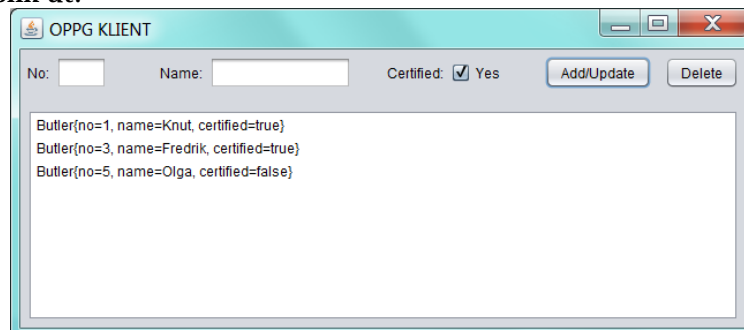 OPPG KLIENT
No: Name: Certified: Yes Add/Update Delete
Butler{no=1, name=Knut, certified=true}
Butler{no=3, name=Fredrik, certified=true}
Butler{no=5, name=Olga, certified=false}